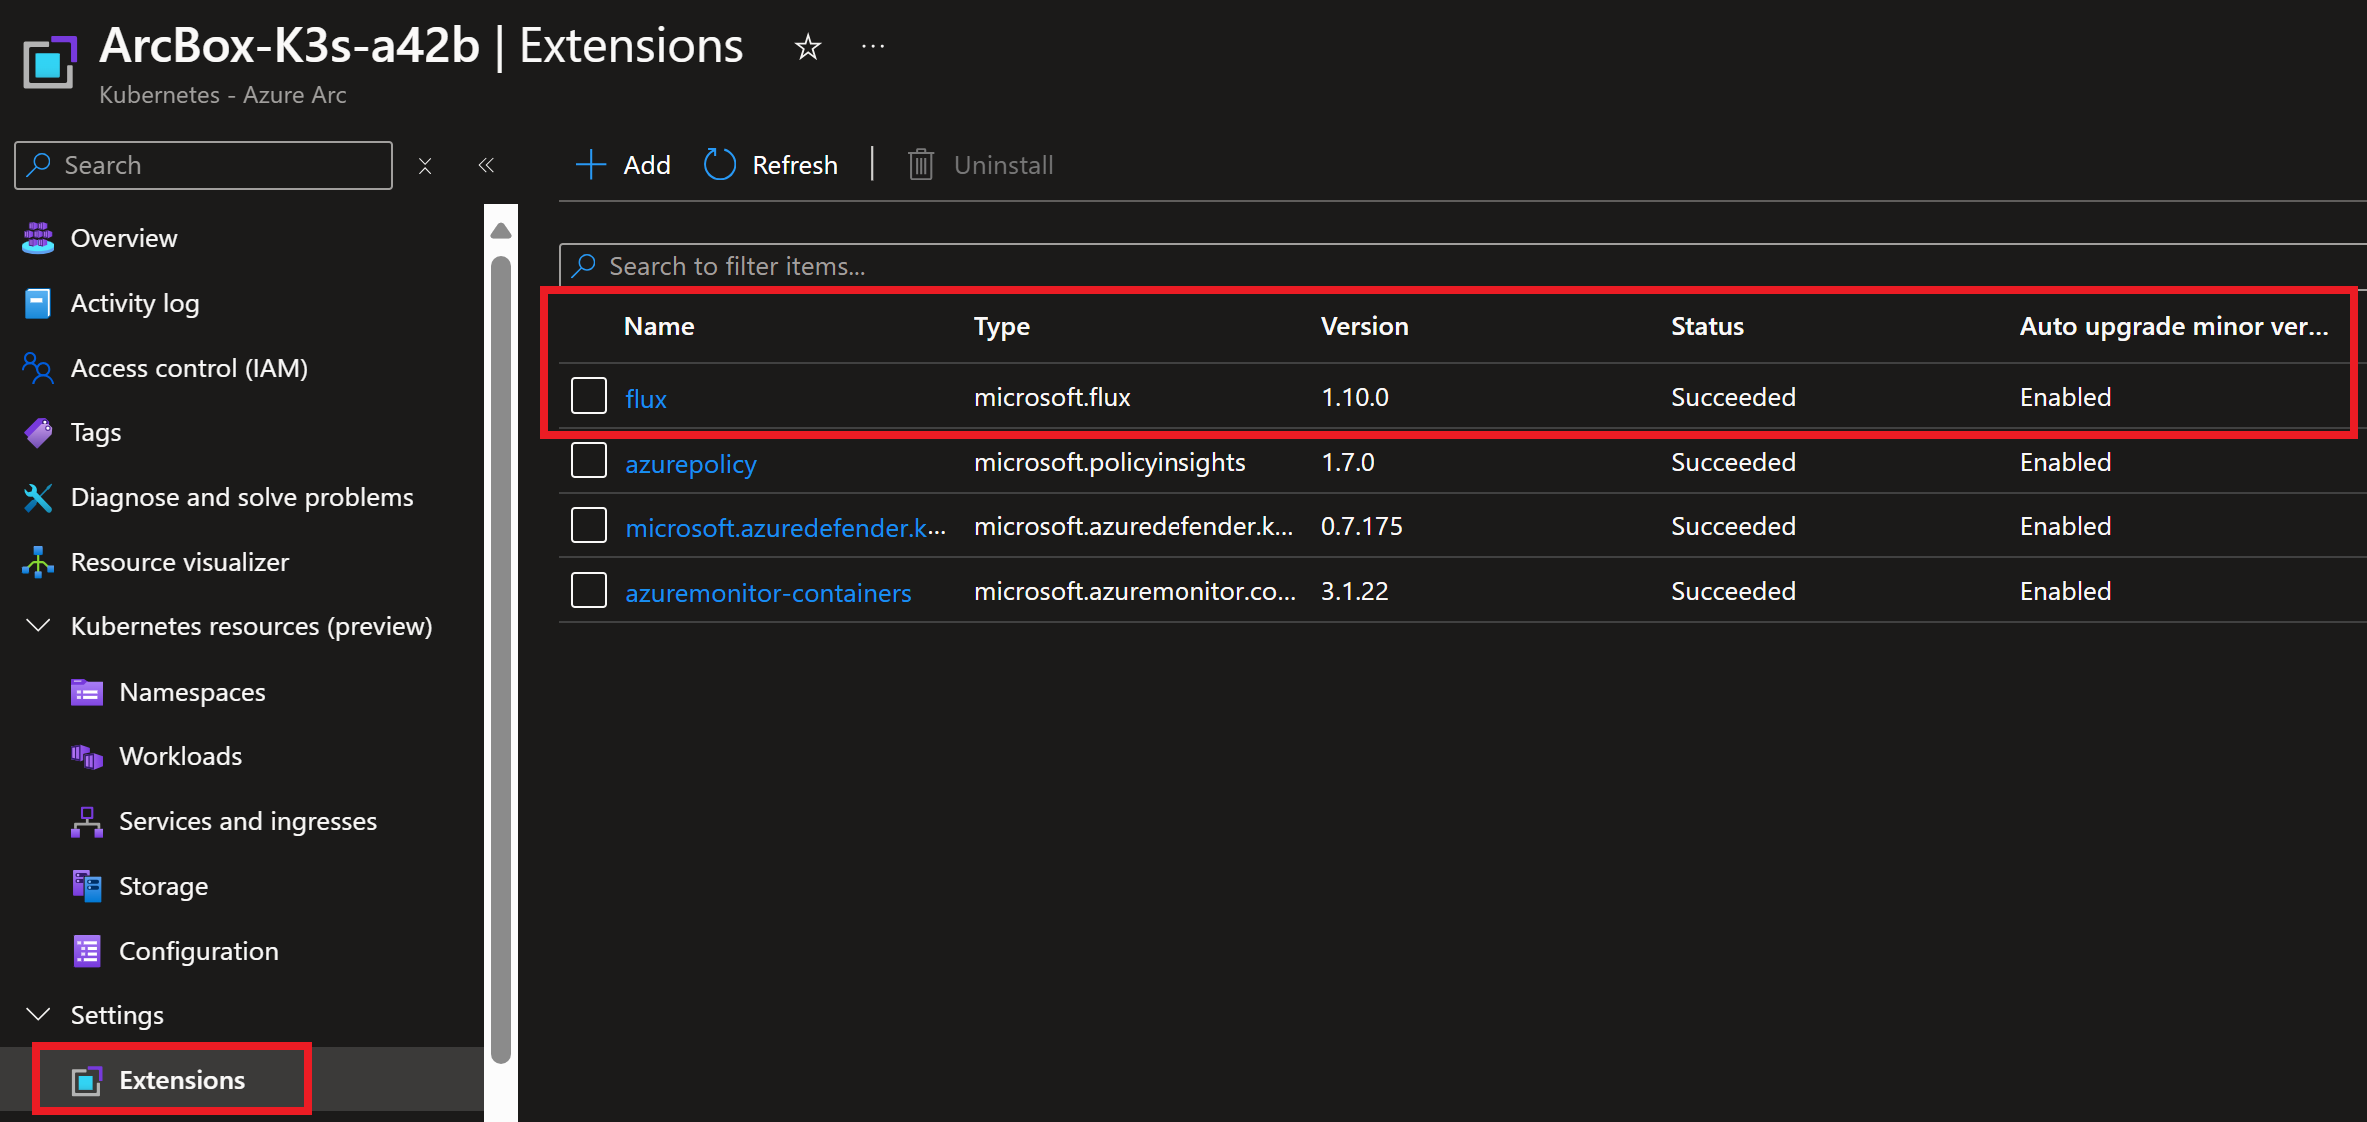 ArcBox-K3s-a42b | Extensions
Kubernetes - Azure Arc
Search
Add Refresh | Uninstall
Overview
Activity log
Access control (IAM)
Tags
Diagnose and solve problems
Resource visualizer
Kubernetes resources (preview)
Namespaces
Workloads
Services and ingresses
Storage
Configuration
Settings
Extensions
Search to filter items...
Name Type Version Status Auto upgrade minor ver...
flux microsoft.flux 1.10.0 Succeeded Enabled
azurepolicy microsoft.policyinsights 1.7.0 Succeeded Enabled
microsoft.azuredefender.k... microsoft.azuredefender.k... 0.7.175 Succeeded Enabled
azuremonitor-containers microsoft.azuremonitor.co... 3.1.22 Succeeded Enabled